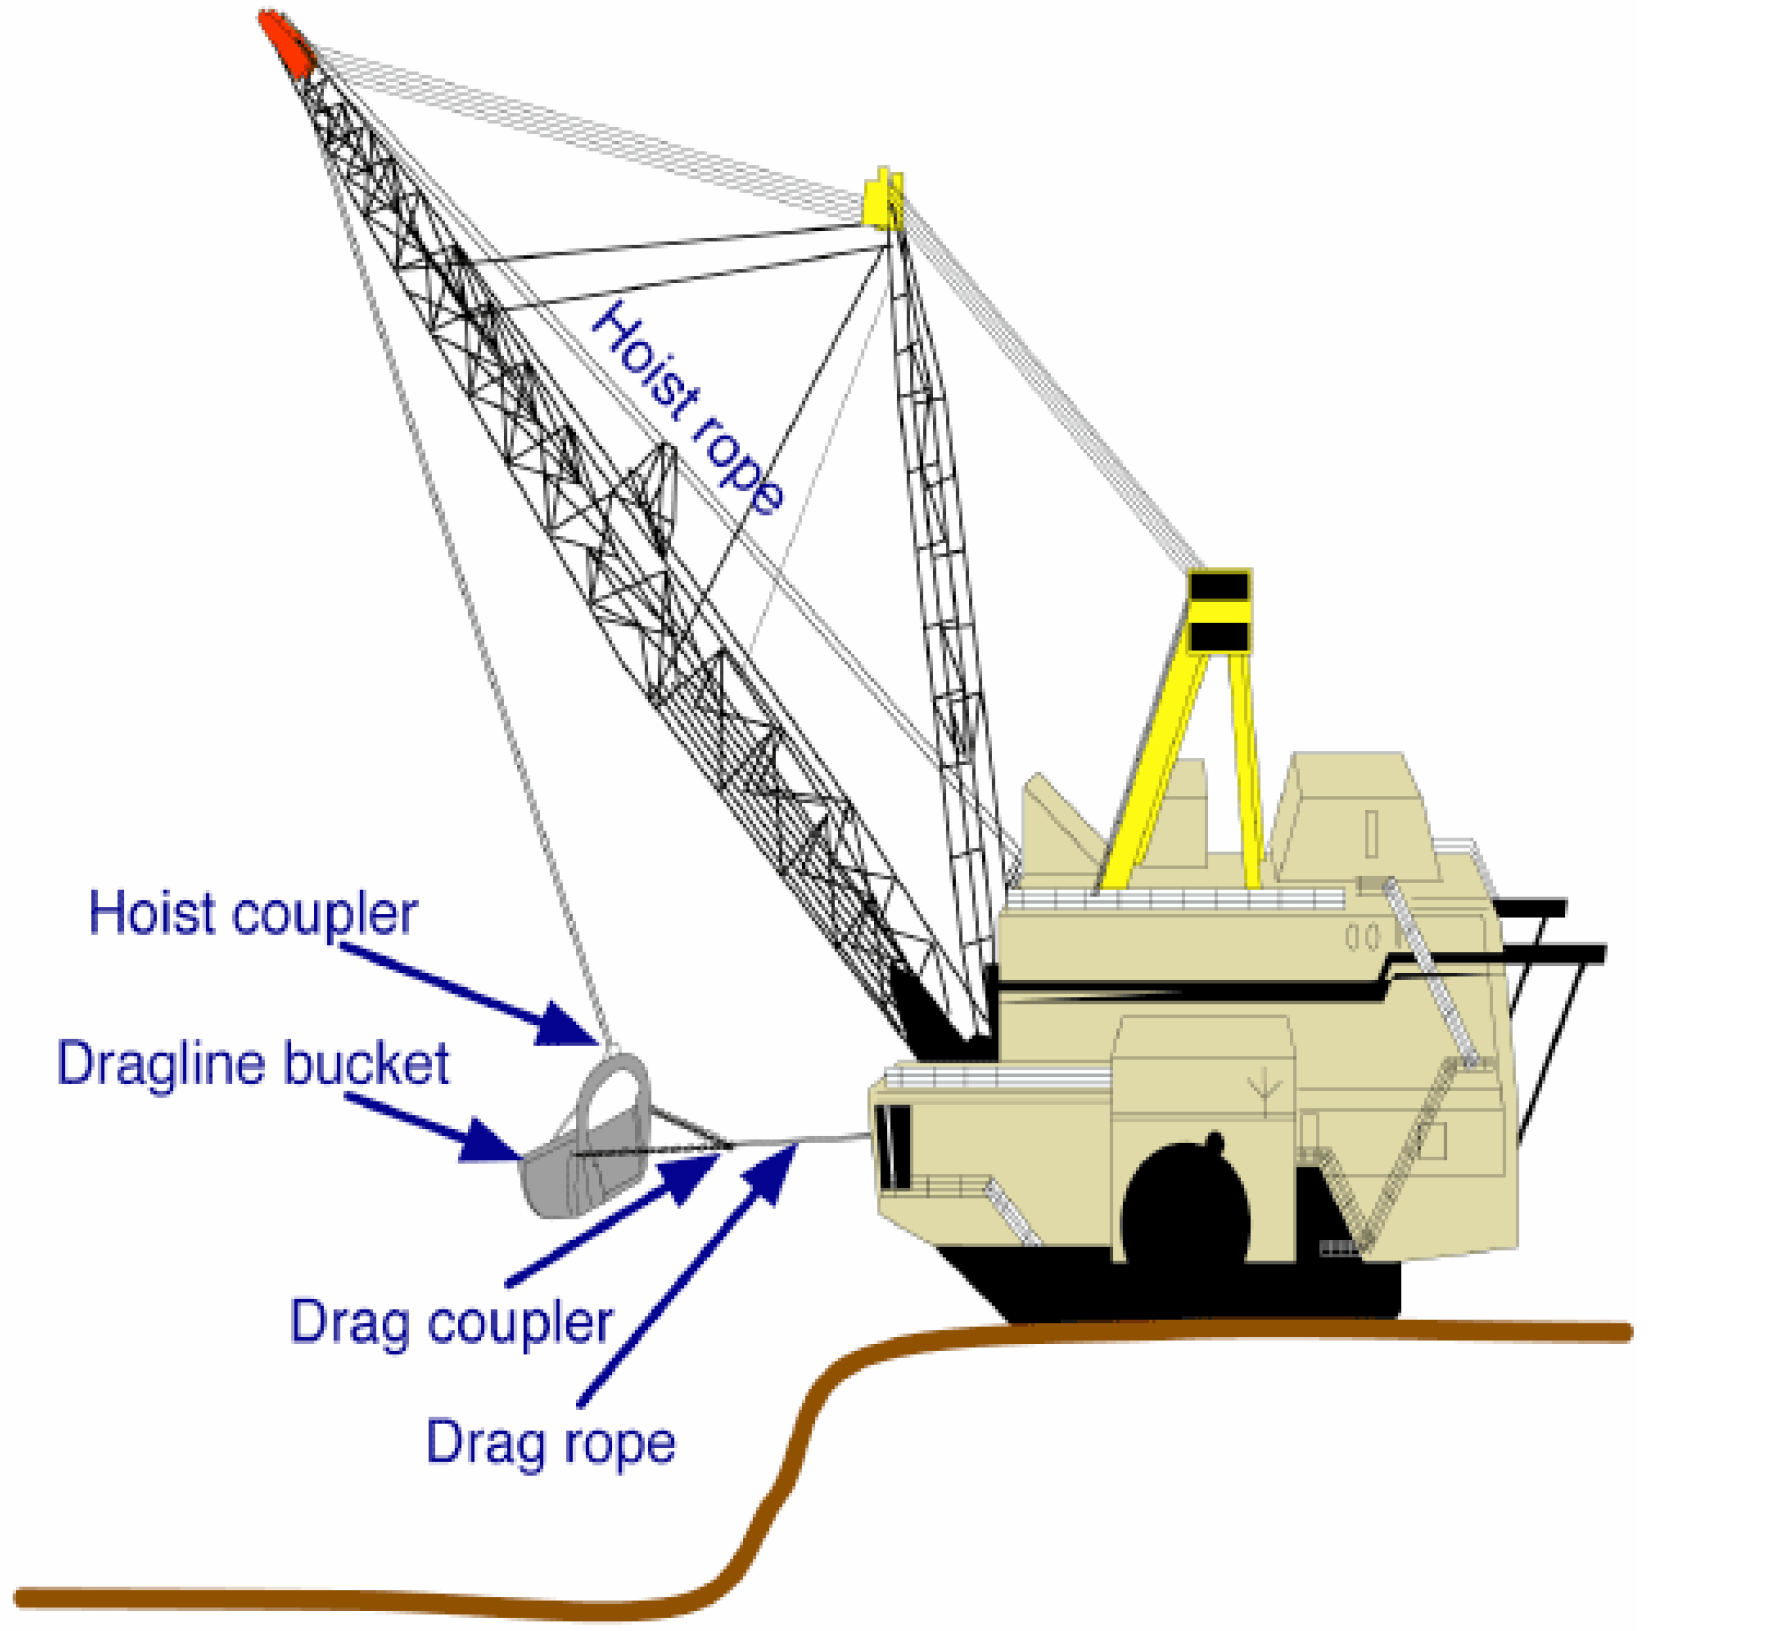 Hoist rope
Hoist coupler
Dragline bucket
Drag coupler
Drag rope